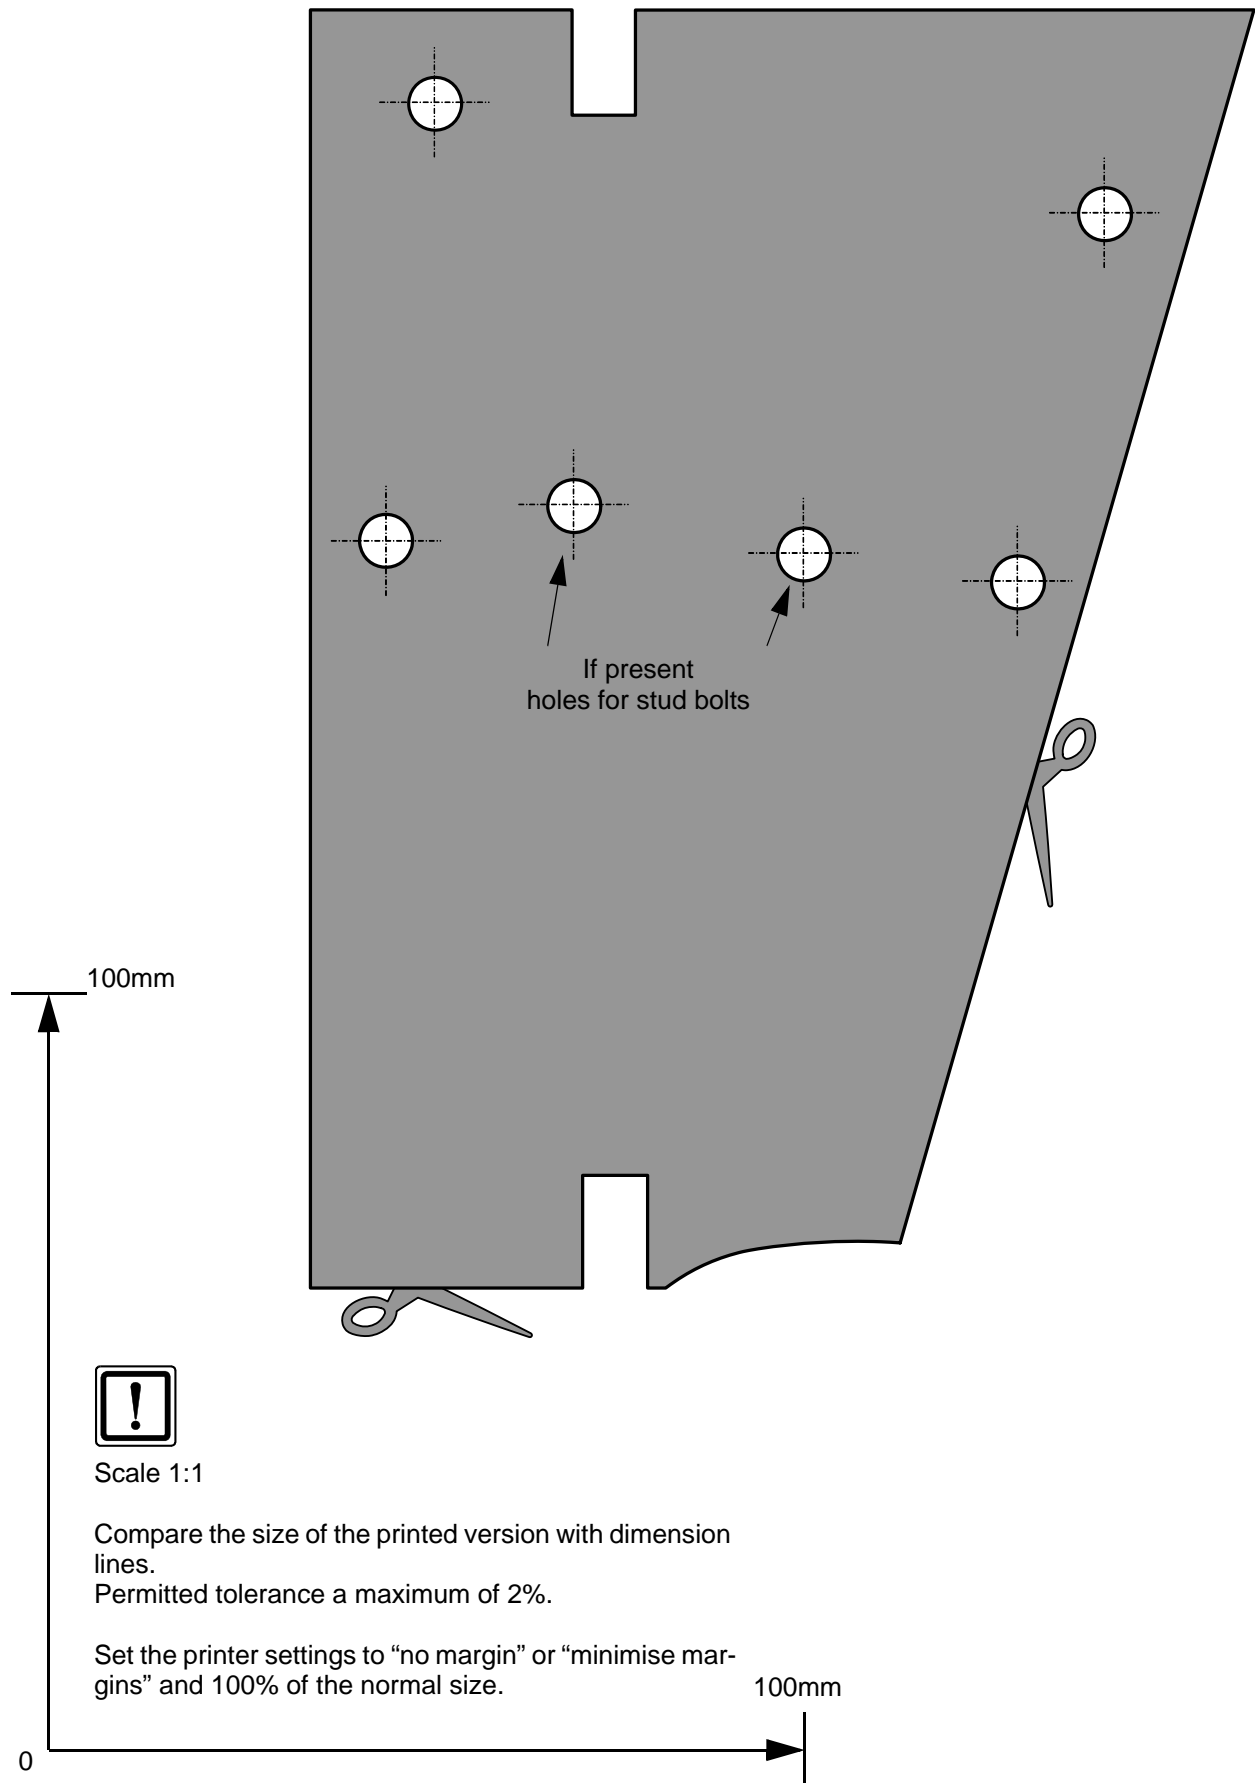 If present
holes for stud bolts
100mm
!
Scale 1:1
Compare the size of the printed version with dimension
lines.
Permitted tolerance a maximum of 2%.
Set the printer settings to “no margin” or “minimise mar-
gins” and 100% of the normal size.
100mm
0